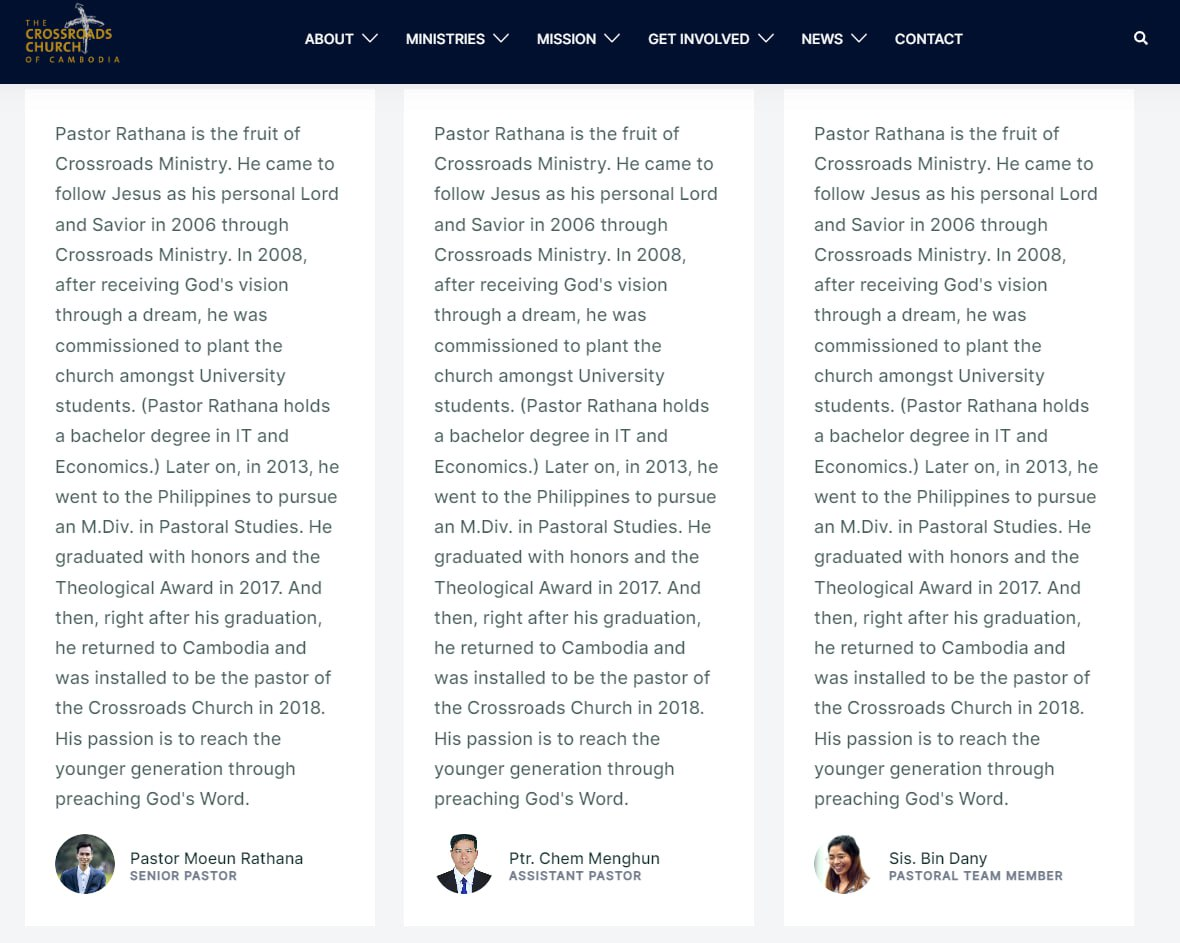 THE
CROSSROADS
CHURCH
OF CAMBODIA
ABOUT
MINISTRIES
MISSION
GET INVOLVED
NEWS
CONTACT
Pastor Rathana is the fruit of
Crossroads Ministry. He came to
follow Jesus as his personal Lord
and Savior in 2006 through
Crossroads Ministry. In 2008,
after receiving God's vision
through a dream, he was
commissioned to plant the
church amongst University
students. (Pastor Rathana holds
a bachelor degree in IT and
Economics.) Later on, in 2013, he
went to the Philippines to pursue
an M.Div. in Pastoral Studies. He
graduated with honors and the
Theological Award in 2017. And
then, right after his graduation,
he returned to Cambodia and
was installed to be the pastor of
the Crossroads Church in 2018.
His passion is to reach the
younger generation through
preaching God's Word.
Pastor Moeun Rathana
SENIOR PASTOR
Pastor Rathana is the fruit of
Crossroads Ministry. He came to
follow Jesus as his personal Lord
and Savior in 2006 through
Crossroads Ministry. In 2008,
after receiving God's vision
through a dream, he was
commissioned to plant the
church amongst University
students. (Pastor Rathana holds
a bachelor degree in IT and
Economics.) Later on, in 2013, he
went to the Philippines to pursue
an M.Div. in Pastoral Studies. He
graduated with honors and the
Theological Award in 2017. And
then, right after his graduation,
he returned to Cambodia and
was installed to be the pastor of
the Crossroads Church in 2018.
His passion is to reach the
younger generation through
preaching God's Word.
Ptr. Chem Menghun
ASSISTANT PASTOR
Pastor Rathana is the fruit of
Crossroads Ministry. He came to
follow Jesus as his personal Lord
and Savior in 2006 through
Crossroads Ministry. In 2008,
after receiving God's vision
through a dream, he was
commissioned to plant the
church amongst University
students. (Pastor Rathana holds
a bachelor degree in IT and
Economics.) Later on, in 2013, he
went to the Philippines to pursue
an M.Div. in Pastoral Studies. He
graduated with honors and the
Theological Award in 2017. And
then, right after his graduation,
he returned to Cambodia and
was installed to be the pastor of
the Crossroads Church in 2018.
His passion is to reach the
younger generation through
preaching God's Word.
Sis. Bin Dany
PASTORAL TEAM MEMBER